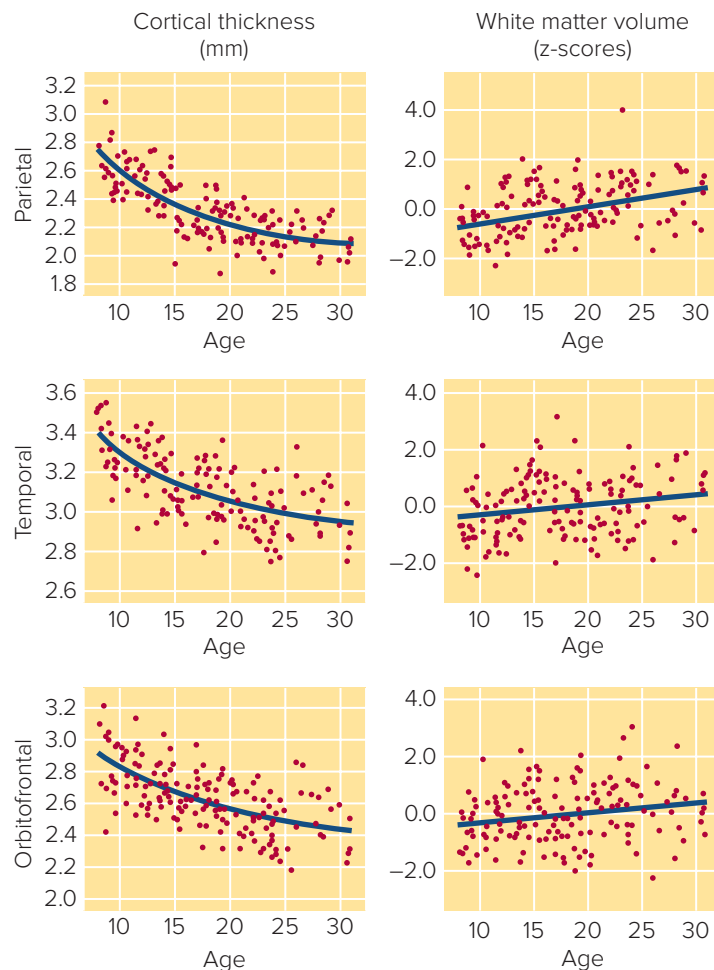 Cortical thickness
(mm)
White matter volume
(z-scores)
Parietal
3.2
3.0
2.8
2.6
2.4
2.2
2.0
1.8
10 15 20 25 30
Age
4.0
2.0
0.0
–2.0
10 15 20 25 30
Age
Temporal
3.6
3.4
3.2
3.0
2.8
2.6
10 15 20 25 30
Age
4.0
2.0
0.0
–2.0
10 15 20 25 30
Age
Orbitofrontal
3.2
3.0
2.8
2.6
2.4
2.2
2.0
10 15 20 25 30
Age
4.0
2.0
0.0
–2.0
10 15 20 25 30
Age